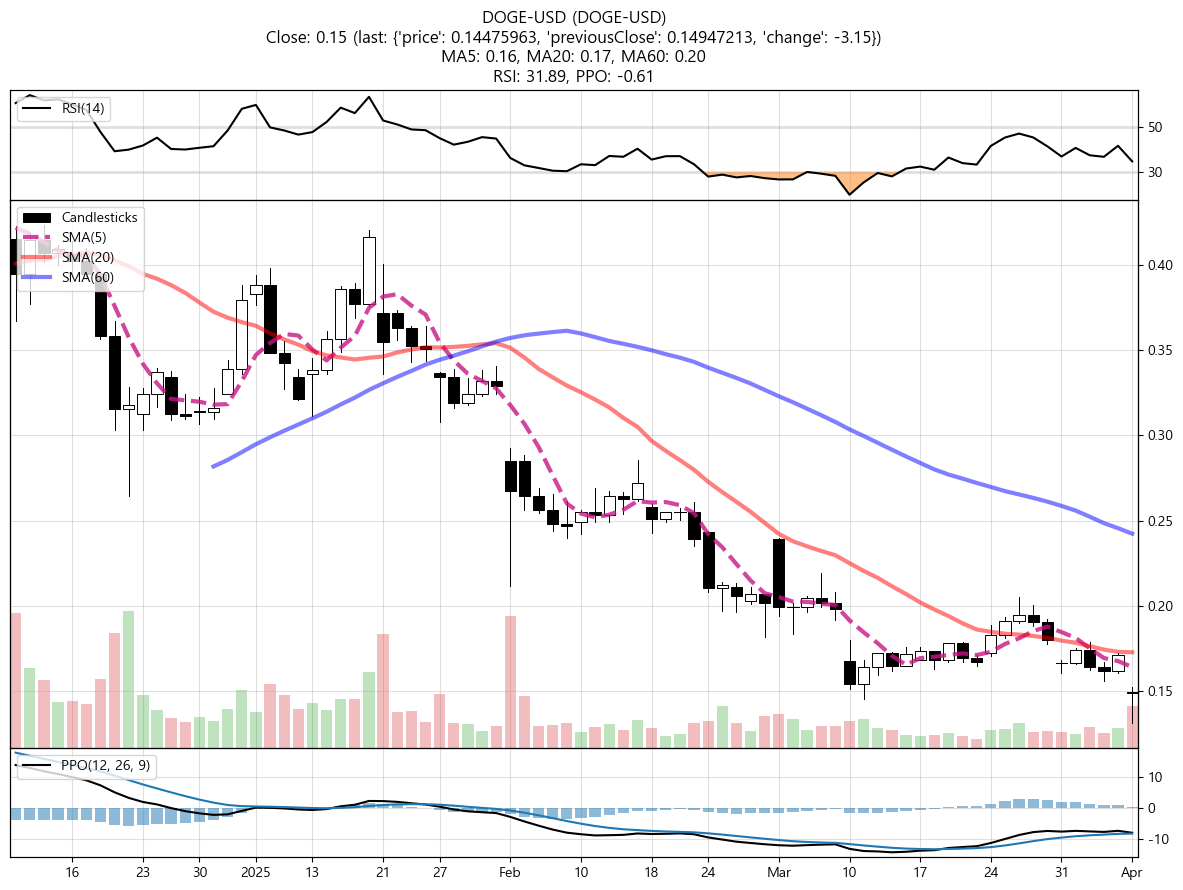 DOGE-USD (DOGE-USD)
Close: 0.15 (last: {'price': 0.14475963, 'previousClose': 0.14947213, 'change': -3.15})
MA5: 0.16, MA20: 0.17, MA60: 0.20
RSI: 31.89, PPO: -0.61
RSI(14)
50
30
Candlesticks
SMA(5)
SMA(20)
SMA(60)
0.40
0.35
0.30
0.25
0.20
0.15
PPO(12, 26, 9)
10
0
-10
16 23 30 2025 13 21 27 Feb 10 18 24 Mar 10 17 24 31 Apr